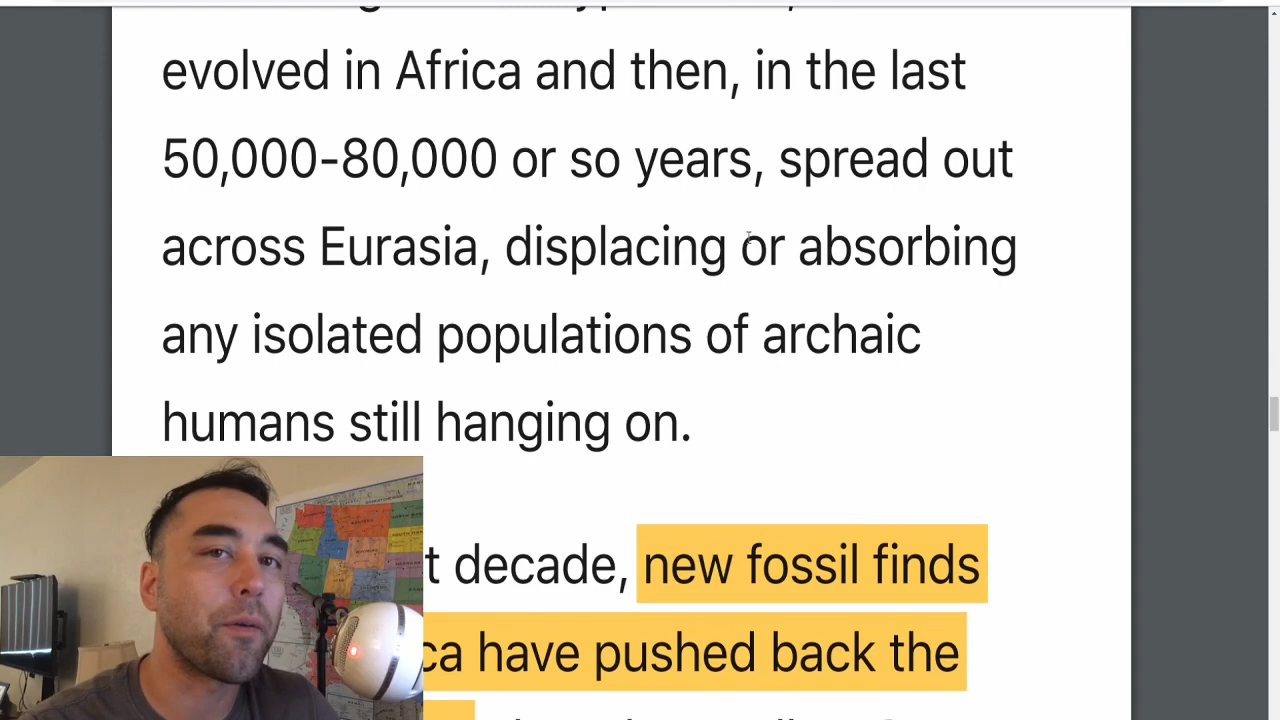 evolved in Africa and then, in the last
50,000-80,000 or so years, spread out
across Eurasia, displacing or absorbing
any isolated populations of archaic
humans still hanging on.
t decade, new fossil finds
ca have pushed back the